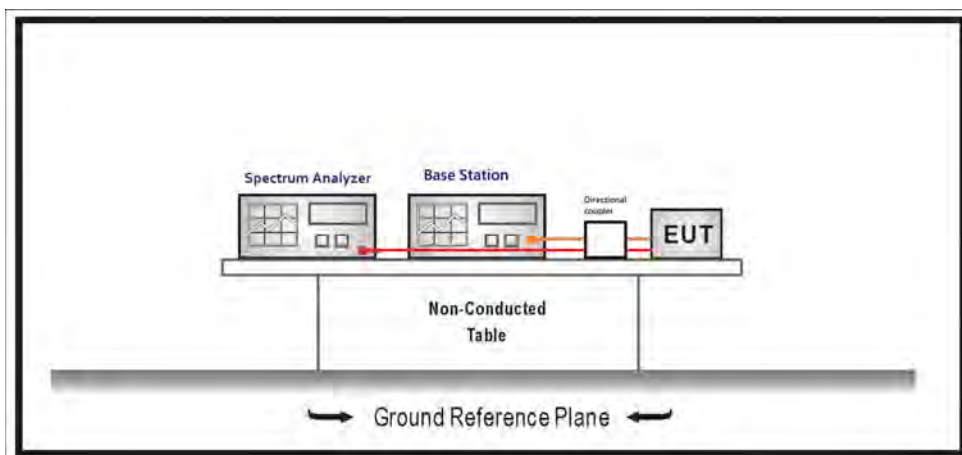 Spectrum Analyzer
Base Station
Directional
coupler
EUT
Non-Conducted
Table
Ground Reference Plane